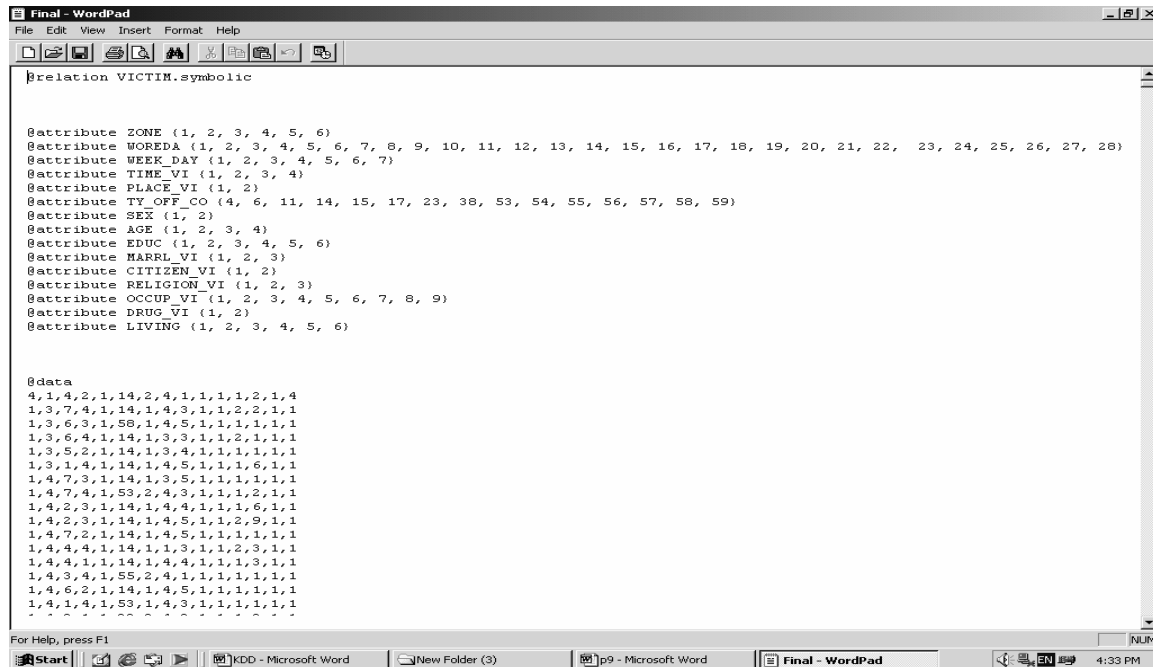 Final - WordPad
File Edit View Insert Format Help
@relation VICTIM.symbolic
@attribute ZONE {1, 2, 3, 4, 5, 6}
@attribute WOREDA {1, 2, 3, 4, 5, 6, 7, 8, 9, 10, 11, 12, 13, 14, 15, 16, 17, 18, 19, 20, 21, 22, 23, 24, 25, 26, 27, 28}
@attribute WEEK_DAY {1, 2, 3, 4, 5, 6, 7}
@attribute TIME_VI {1, 2, 3, 4}
@attribute PLACE_VI {1, 2}
@attribute TY_OFF_CO {4, 6, 11, 14, 15, 17, 23, 38, 53, 54, 55, 56, 57, 58, 59}
@attribute SEX {1, 2}
@attribute AGE {1, 2, 3, 4}
@attribute EDUC {1, 2, 3, 4, 5, 6}
@attribute MARRL_VI {1, 2, 3}
@attribute CITIZEN_VI {1, 2}
@attribute RELIGION_VI {1, 2, 3}
@attribute OCCUP_VI {1, 2, 3, 4, 5, 6, 7, 8, 9}
@attribute DRUG_VI {1, 2}
@attribute LIVING {1, 2, 3, 4, 5, 6}
@data
4,1,4,2,1,14,2,4,1,1,1,1,2,1,4
1,3,7,4,1,14,1,4,3,1,1,2,2,1,1
1,3,6,3,1,58,1,4,5,1,1,1,1,1,1
1,3,6,4,1,14,1,3,3,1,1,2,1,1,1
1,3,5,2,1,14,1,3,4,1,1,1,1,1,1
1,3,1,4,1,14,1,4,5,1,1,1,6,1,1
1,4,7,3,1,14,1,3,5,1,1,1,1,1,1
1,4,7,4,1,53,2,4,3,1,1,1,2,1,1
1,4,2,3,1,14,1,4,4,1,1,1,6,1,1
1,4,2,3,1,14,1,4,5,1,1,2,9,1,1
1,4,7,2,1,14,1,4,5,1,1,1,1,1,1
1,4,4,4,1,14,1,1,3,1,1,2,3,1,1
1,4,4,1,1,14,1,4,4,1,1,1,3,1,1
1,4,3,4,1,55,2,4,1,1,1,1,1,1,1
1,4,6,2,1,14,1,4,5,1,1,1,1,1,1
1,4,1,4,1,53,1,4,3,1,1,1,1,1,1
For Help, press F1
NUM
Start KDD - Microsoft Word New Folder (3) p9 - Microsoft Word Final - WordPad EN 4:33 PM